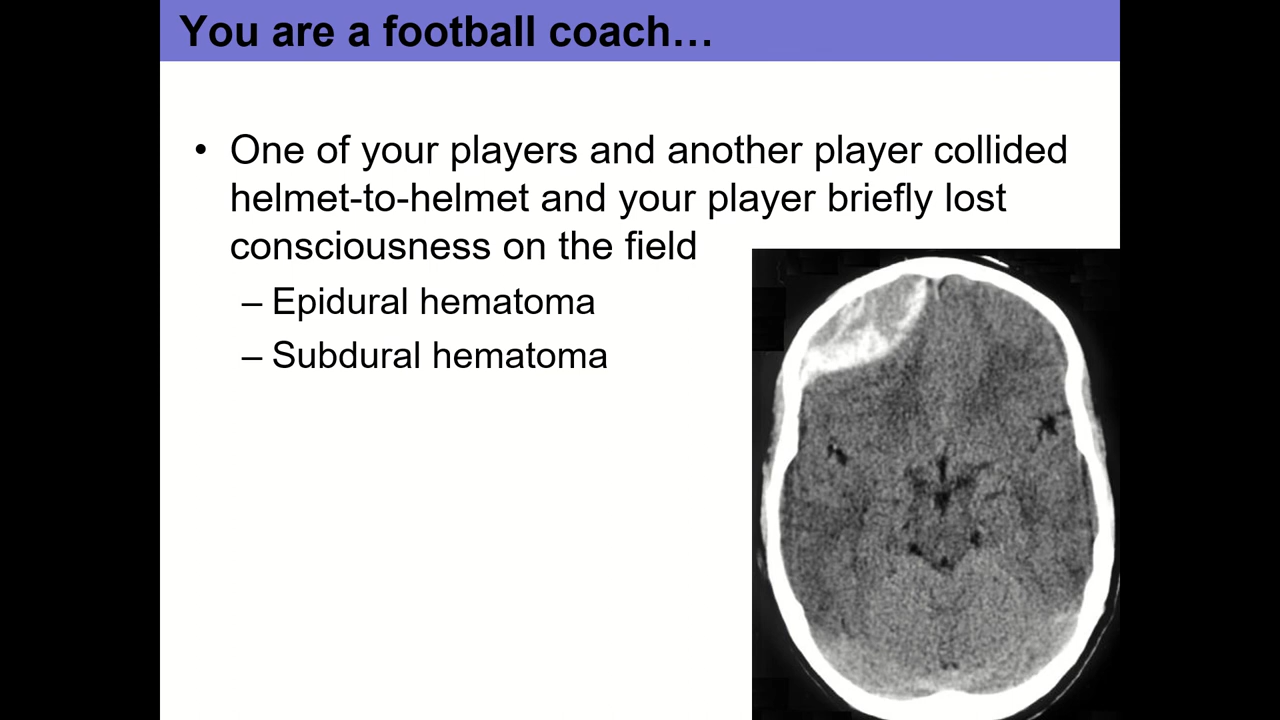 You are a football coach…
• One of your players and another player collided
helmet-to-helmet and your player briefly lost
consciousness on the field
– Epidural hematoma
– Subdural hematoma